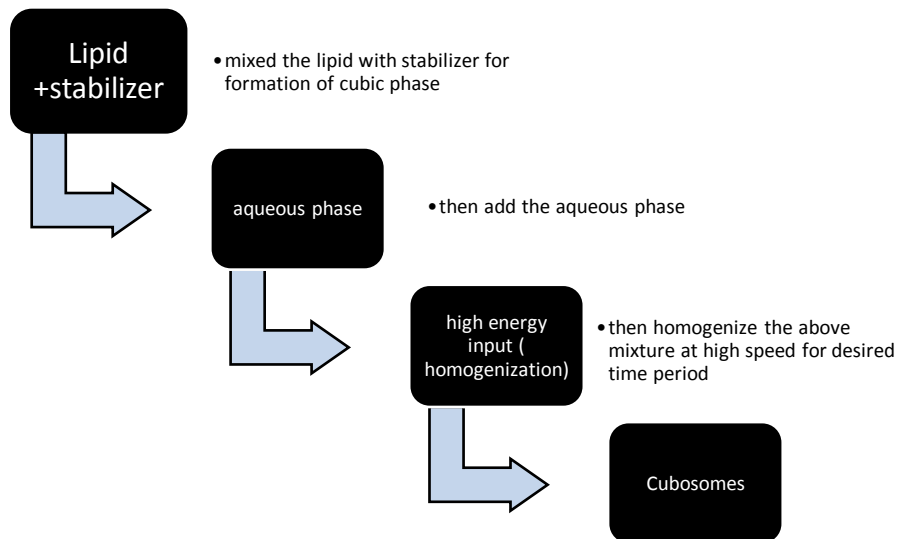 Lipid
+stabilizer
•mixed the lipid with stabilizer for
formation of cubic phase
aqueous phase
•then add the aqueous phase
high energy
input (
homogenization)
•then homogenize the above
mixture at high speed for desired
time period
Cubosomes